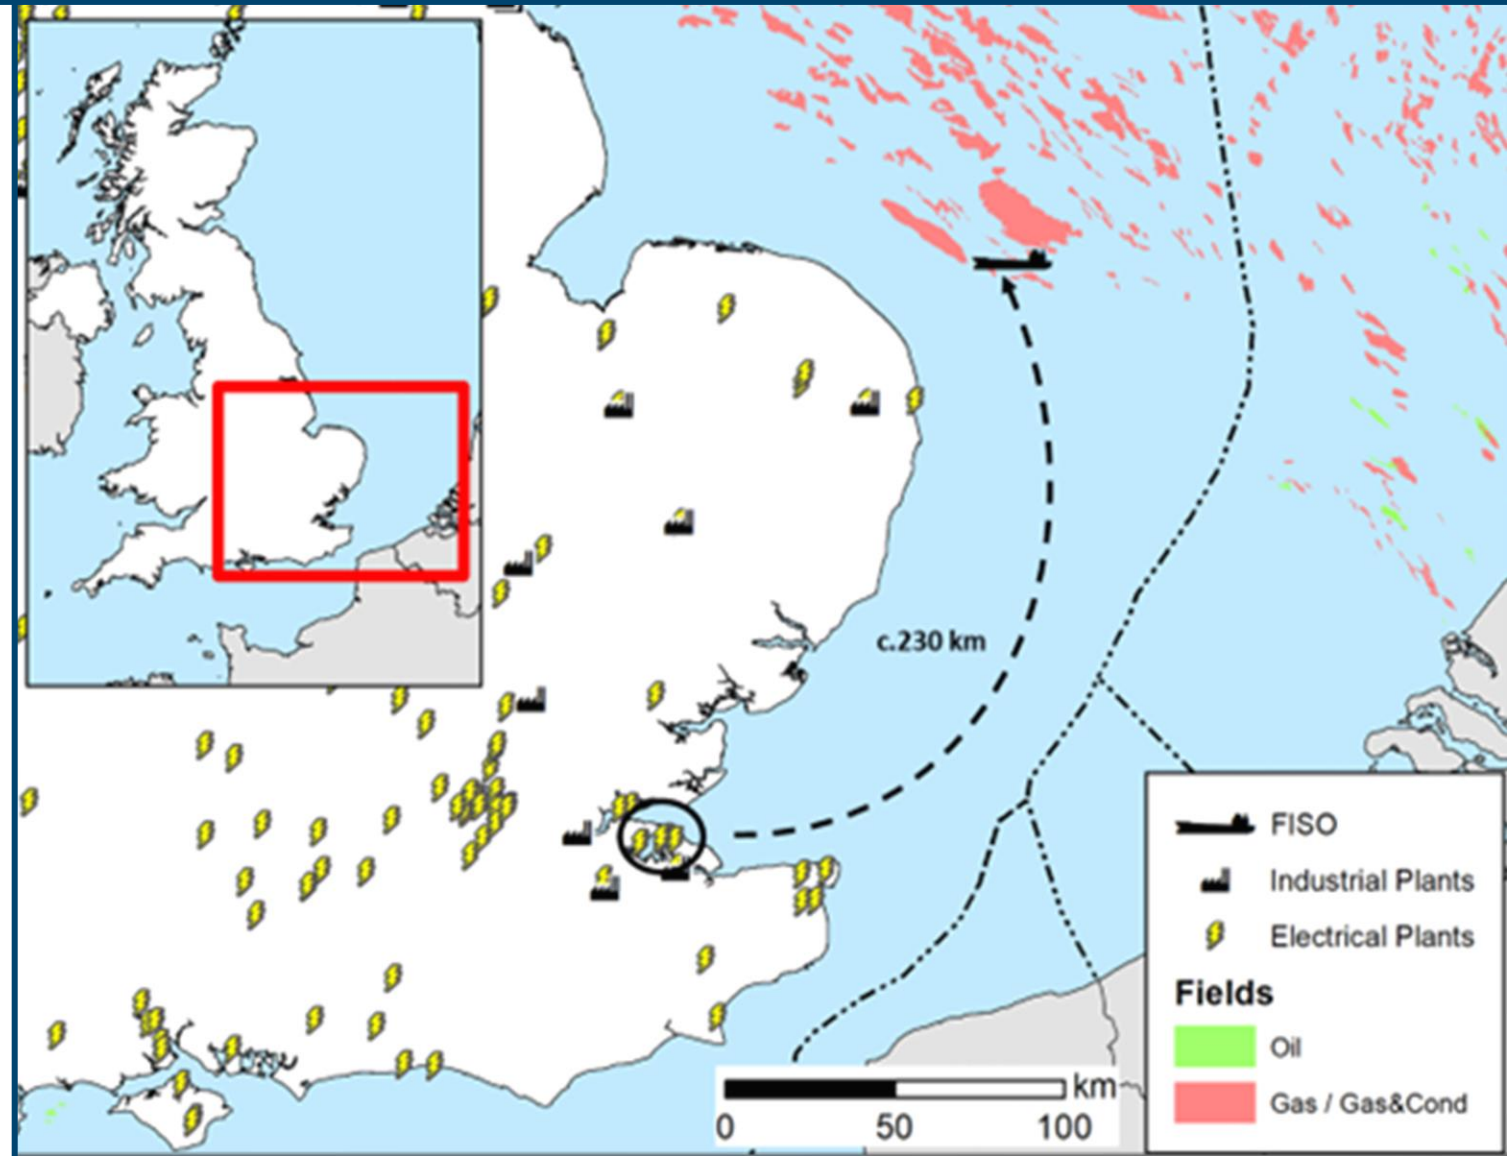 c.230 km
FISO
Industrial Plants
Electrical Plants
Fields
Oil
Gas / Gas&Cond
km
0 50 100